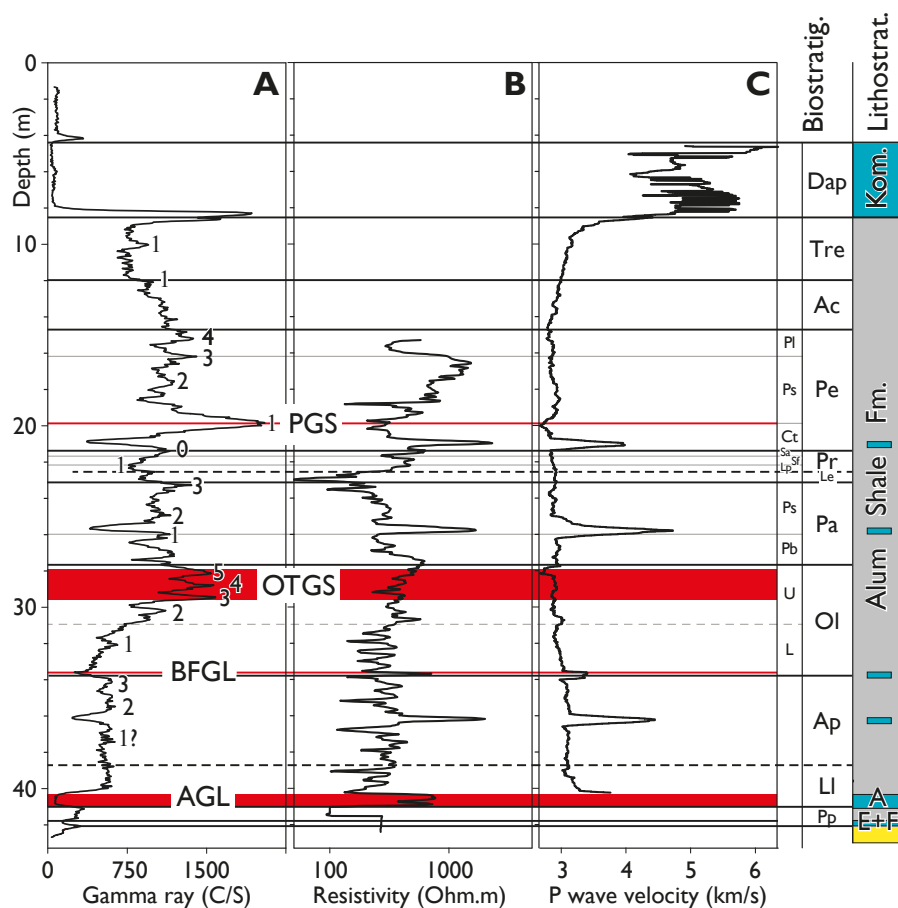 A
B
C
Biostratig.
Lithostrat.
Depth (m)
0
10
20
30
40
Dap
Kom.
1
Tre
1
Ac
4
3
2
Pl
Ps
Pe
1
PGS
Ct
0
Sa
Sf
Lp
Pr
1
Le
3
2
1
Ps
Pb
Pa
Alum Shale Fm.
5
4
3
OTGS
2
U
Ol
1
L
BFGL
3
2
1?
Ap
AGL
Ll
A
Pp
E+F
0 750 1500
Gamma ray (C/S)
100 1000
Resistivity (Ohm.m)
3 4 5 6
P wave velocity (km/s)